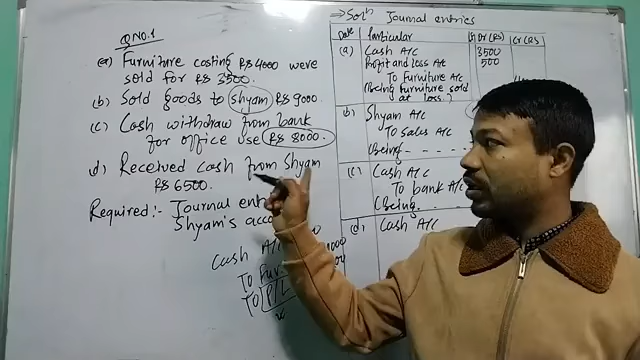 Q.NO.1
(a) Furniture costing RS 4000 were
sold for RS 3500.
(b) Sold goods to Shyam RS 9000.
(c) Cash withdraw from bank
for office use RS 8000.
(d) Received Cash from Shyam
RS 6500.
Required:- Journal ent
Shyam's acco
Cash A/C
To Fur
To P/L
⇒ Solⁿ Journal entries
Date Particular Dr (RS) Cr (RS)
(a) Cash A/C 3500
Profit and Loss A/C 500
To Furniture A/C
(Being furniture sold
at loss.)
(b) Shyam A/C
To Sales A/C
(Being - - - -
(c) Cash A/C
To bank A/C
(Being - - -
(d) Cash A/C